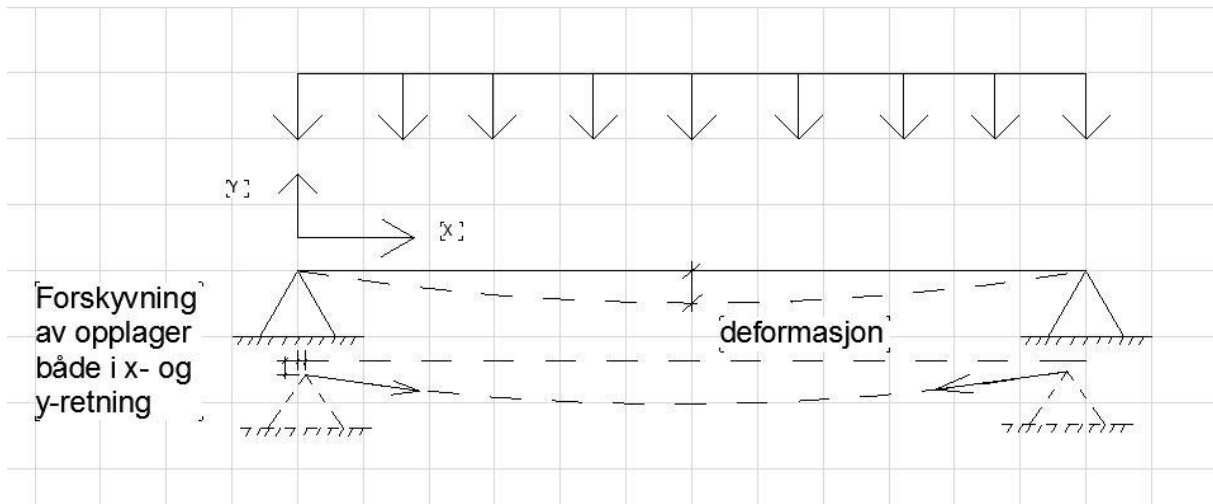 Y
X
Forskyvning
av opplager
både i x- og
y-retning
deformasjon